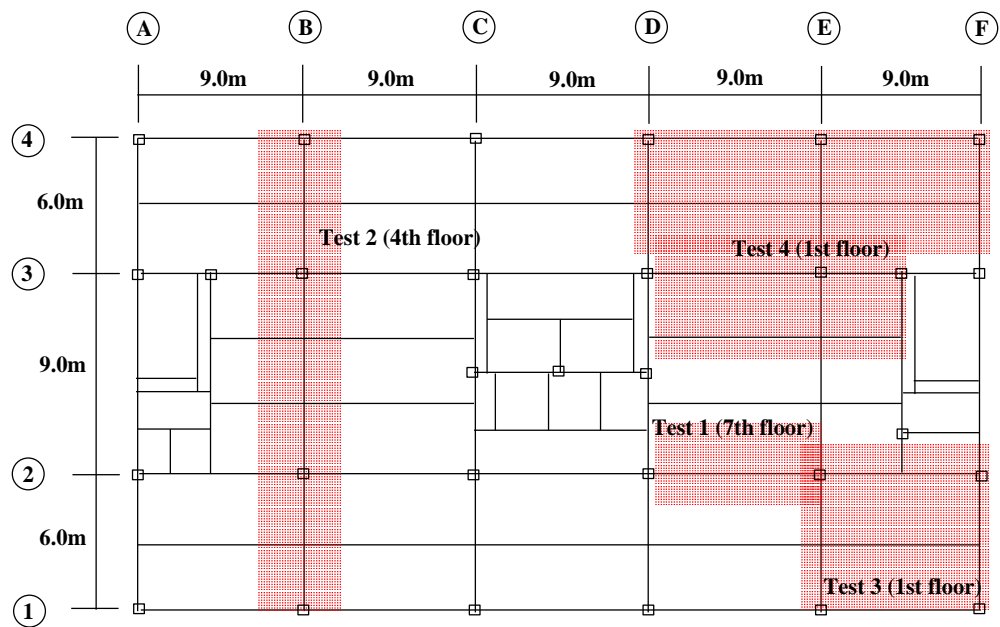 A B C D E F
9.0m 9.0m 9.0m 9.0m 9.0m
4
6.0m
Test 2 (4th floor)
Test 4 (1st floor)
3
9.0m
Test 1 (7th floor)
2
6.0m
Test 3 (1st floor)
1